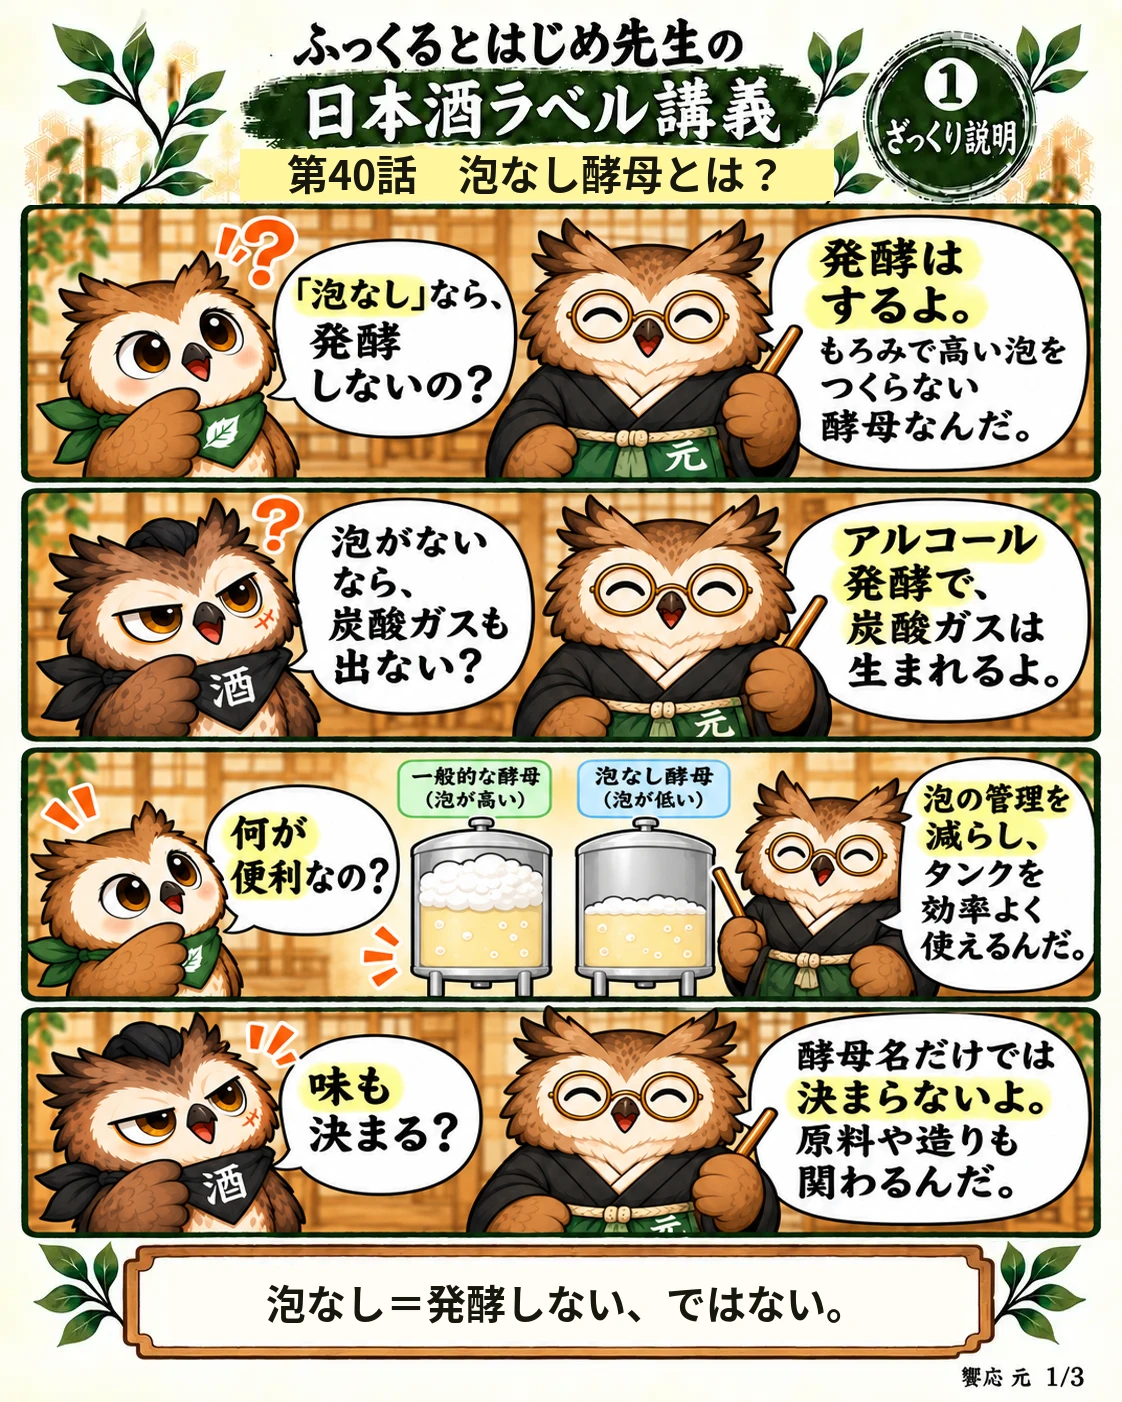 ふっくるとはじめ先生の
日本酒ラベル講義
1
ざっくり説明
第40話　泡なし酵母とは？
「泡なし」なら、
発酵
しないの？
発酵は
するよ。
もろみで高い泡を
つくらない
酵母なんだ。
元
泡がない
なら、
炭酸ガスも
出ない？
酒
アルコール
発酵で、
炭酸ガスは
生まれるよ。
元
何が
便利なの？
一般的な酵母
（泡が高い）
泡なし酵母
（泡が低い）
泡の管理を
減らし、
タンクを
効率よく
使えるんだ。
味も
決まる？
酒
酵母名だけでは
決まらないよ。
原料や造りも
関わるんだ。
元
泡なし＝発酵しない、ではない。
饗応 元 1/3